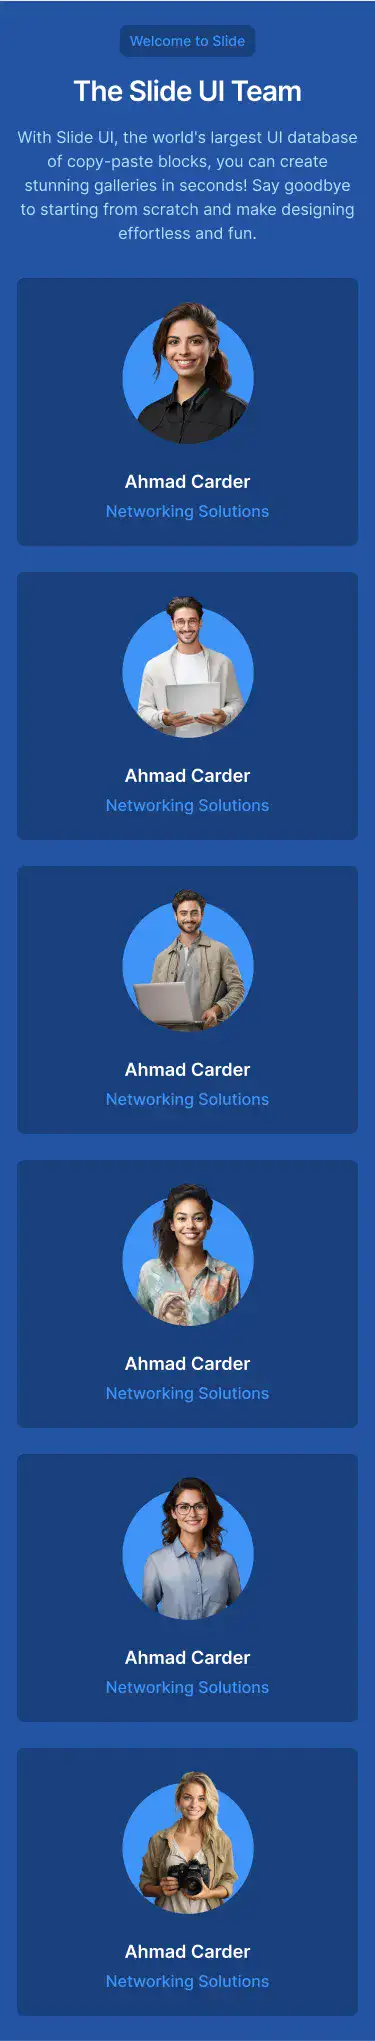 Welcome to Slide
The Slide UI Team
With Slide UI, the world's largest UI database
of copy-paste blocks, you can create
stunning galleries in seconds! Say goodbye
to starting from scratch and make designing
effortless and fun.
Ahmad Carder
Networking Solutions
Ahmad Carder
Networking Solutions
Ahmad Carder
Networking Solutions
Ahmad Carder
Networking Solutions
Ahmad Carder
Networking Solutions
Ahmad Carder
Networking Solutions